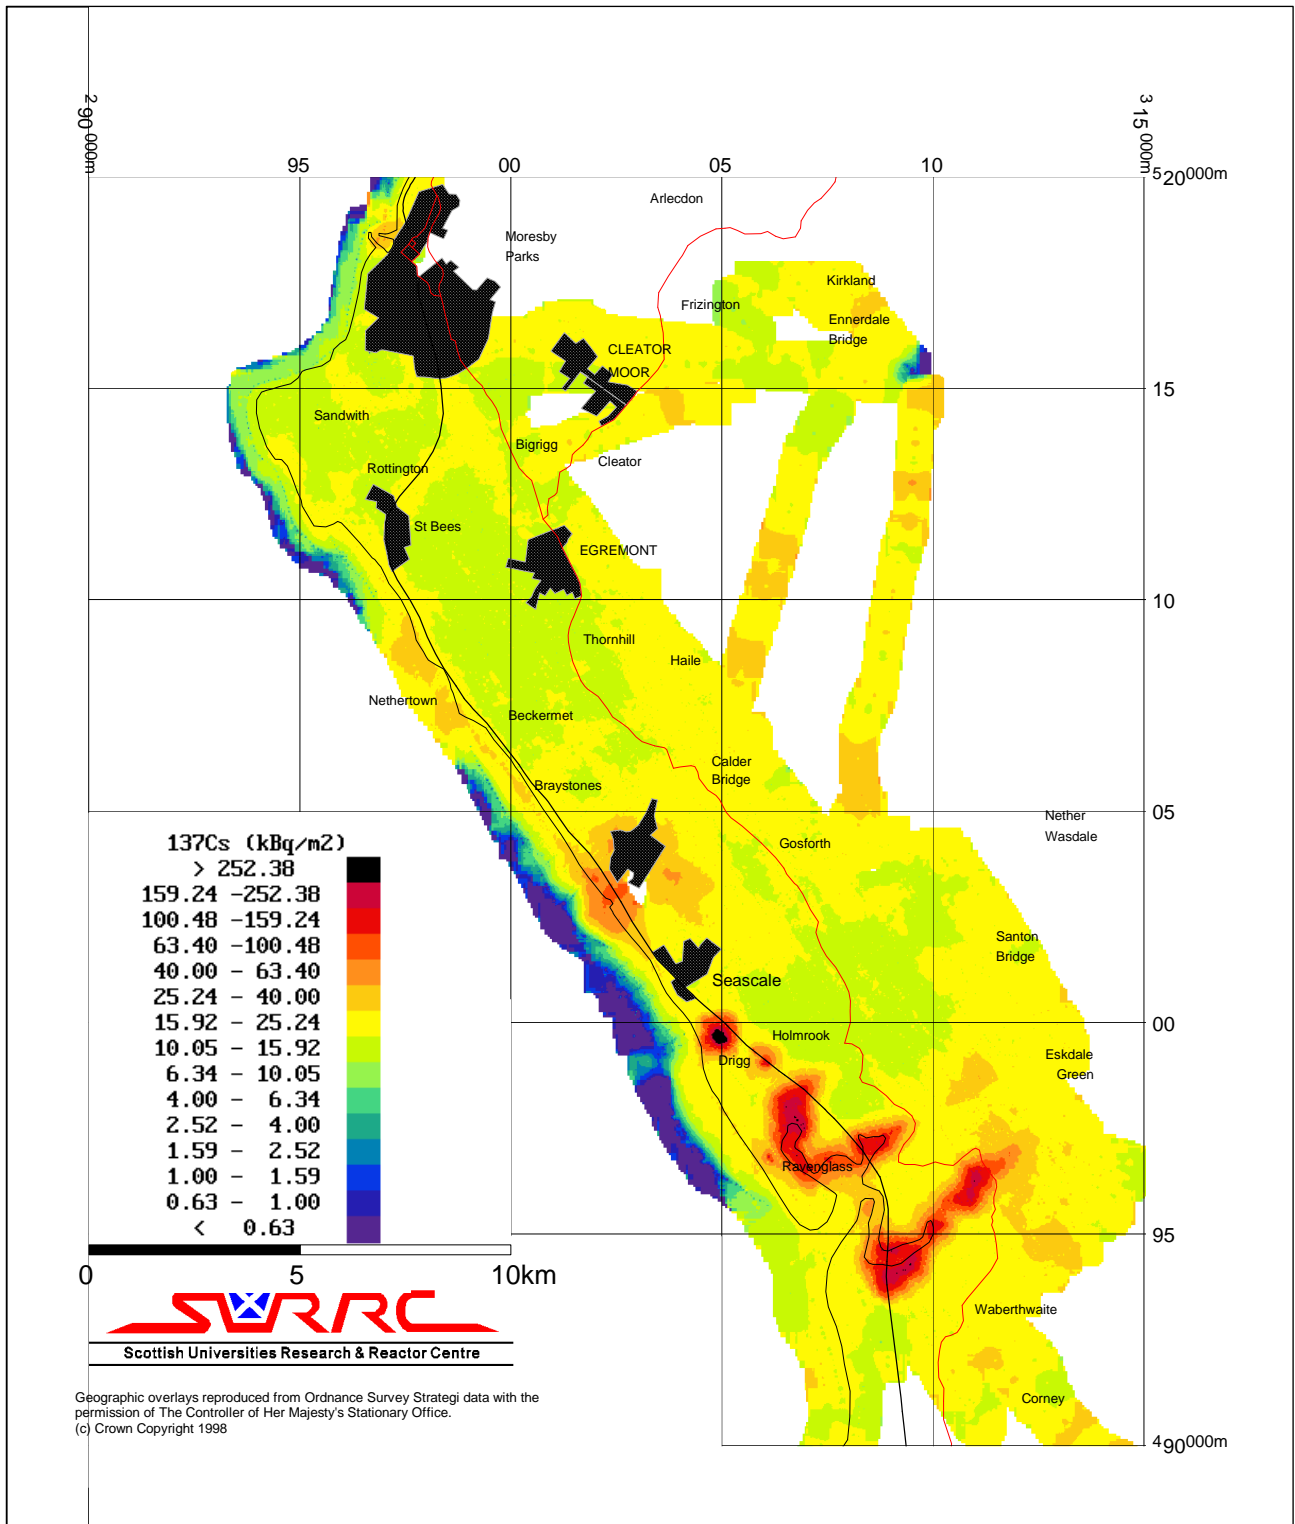 2 90 000m
3 15 000m
95 00 05 10
5 20 000m
Arlecdon
Moresby
Parks
Kirkland
Frizington
Ennerdale
Bridge
CLEATOR
MOOR
15
Sandwith
Bigrigg
Cleator
Rottington
St Bees
EGREMONT
10
Thornhill
Haile
Nethertown
Beckermet
Calder
Bridge
Braystones
05
Nether
Wasdale
Gosforth
137Cs (kBq/m2)
> 252.38
159.24 -252.38
100.48 -159.24
63.40 -100.48
40.00 - 63.40
25.24 - 40.00
15.92 - 25.24
10.05 - 15.92
6.34 - 10.05
4.00 - 6.34
2.52 - 4.00
1.59 - 2.52
1.00 - 1.59
0.63 - 1.00
< 0.63
Santon
Bridge
Seascale
00
Holmrook
Drigg
Eskdale
Green
Ravenglass
95
0 5 10km
Waberthwaite
Corney
4 90 000m
SURRC
Scottish Universities Research & Reactor Centre
Geographic overlays reproduced from Ordnance Survey Strategi data with the
permission of The Controller of Her Majesty's Stationary Office.
(c) Crown Copyright 1998